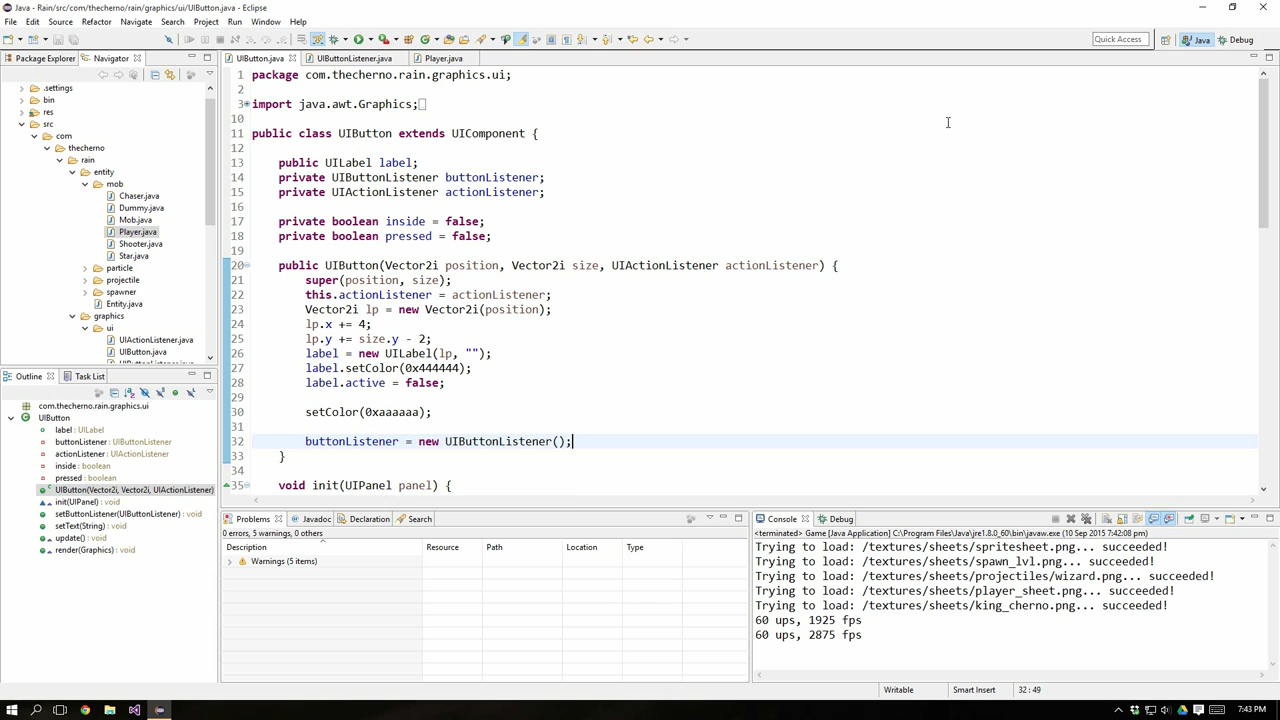 Java - Rain/src/com/thecherno/rain/graphics/ui/UIButton.java - Eclipse
File Edit Source Refactor Navigate Search Project Run Window Help
Quick Access Java Debug
Package Explorer Navigator
.settings
bin
res
src
com
thecherno
rain
entity
mob
Chaser.java
Dummy.java
Mob.java
Player.java
Shooter.java
Star.java
particle
projectile
spawner
Entity.java
graphics
ui
UIActionListener.java
UIButton.java
Outline Task List
com.thecherno.rain.graphics.ui
UIButton
label : UILabel
buttonListener : UIButtonListener
actionListener : UIActionListener
inside : boolean
pressed : boolean
UIButton(Vector2i, Vector2i, UIActionListener)
init(UIPanel) : void
setButtonListener(UIButtonListener) : void
setText(String) : void
update() : void
render(Graphics) : void
UIButton.java UIButtonListener.java Player.java
1 package com.thecherno.rain.graphics.ui;
2
3 import java.awt.Graphics;
10
11 public class UIButton extends UIComponent {
12
13 public UILabel label;
14 private UIButtonListener buttonListener;
15 private UIActionListener actionListener;
16
17 private boolean inside = false;
18 private boolean pressed = false;
19
20 public UIButton(Vector2i position, Vector2i size, UIActionListener actionListener) {
21 super(position, size);
22 this.actionListener = actionListener;
23 Vector2i lp = new Vector2i(position);
24 lp.x += 4;
25 lp.y += size.y - 2;
26 label = new UILabel(lp, "");
27 label.setColor(0x444444);
28 label.active = false;
29
30 setColor(0xaaaaaa);
31
32 buttonListener = new UIButtonListener();
33 }
34
35 void init(UIPanel panel) {
Problems Javadoc Declaration Search
0 errors, 5 warnings, 0 others
Description Resource Path Location Type
Warnings (5 items)
Console Debug
<terminated> Game [Java Application] C:\Program Files\Java\jre1.8.0_60\bin\javaw.exe (10 Sep 2015 7:42:08 pm)
Trying to load: /textures/sheets/spritesheet.png... succeeded!
Trying to load: /textures/sheets/spawn_lvl.png... succeeded!
Trying to load: /textures/sheets/projectiles/wizard.png... succeeded!
Trying to load: /textures/sheets/player_sheet.png... succeeded!
Trying to load: /textures/sheets/king_cherno.png... succeeded!
60 ups, 1925 fps
60 ups, 2875 fps
Writable Smart Insert 32 : 49
7:43 PM